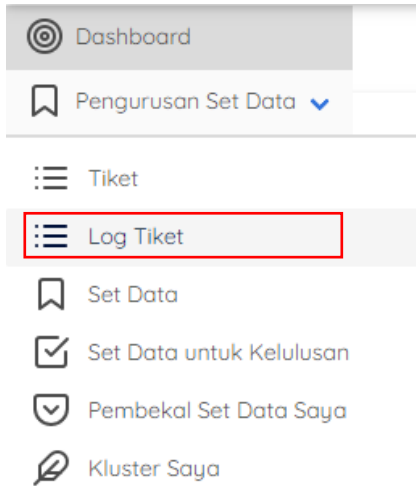 Dashboard
Pengurusan Set Data
Tiket
Log Tiket
Set Data
Set Data untuk Kelulusan
Pembekal Set Data Saya
Kluster Saya